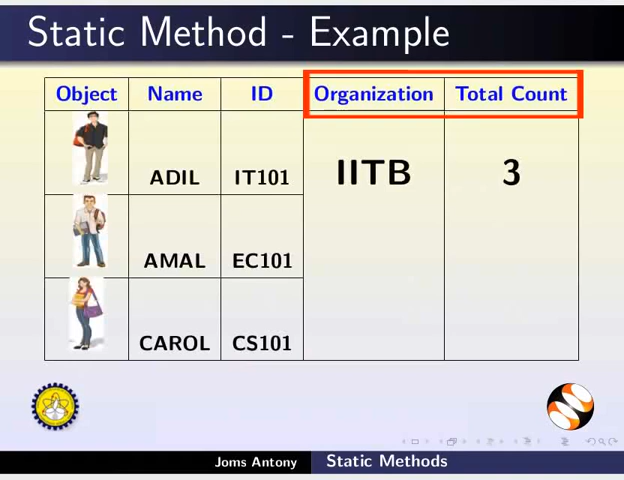 Static Method - Example
Object Name ID Organization Total Count
ADIL IT101 IITB 3
AMAL EC101
CAROL CS101
Joms Antony Static Methods